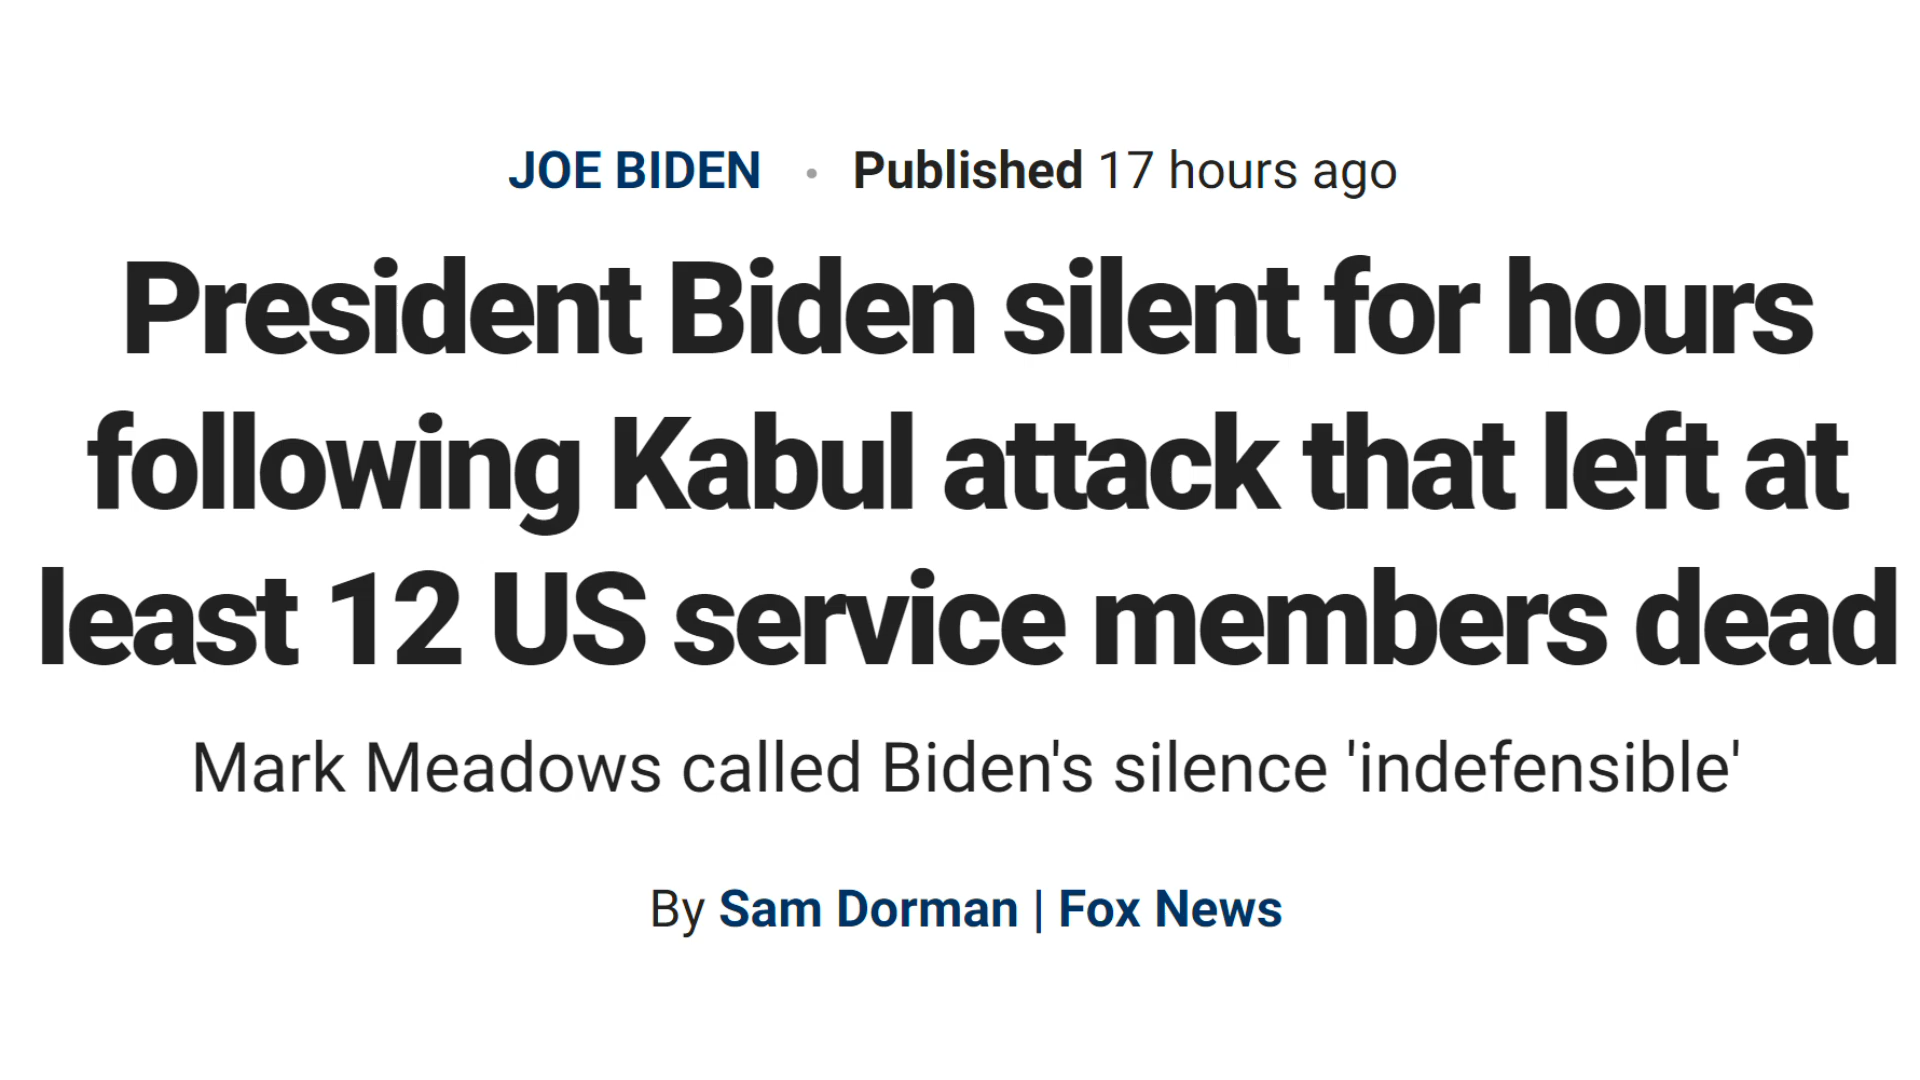 JOE BIDEN · Published 17 hours ago
President Biden silent for hours
following Kabul attack that left at
least 12 US service members dead
Mark Meadows called Biden's silence 'indefensible'
By Sam Dorman | Fox News